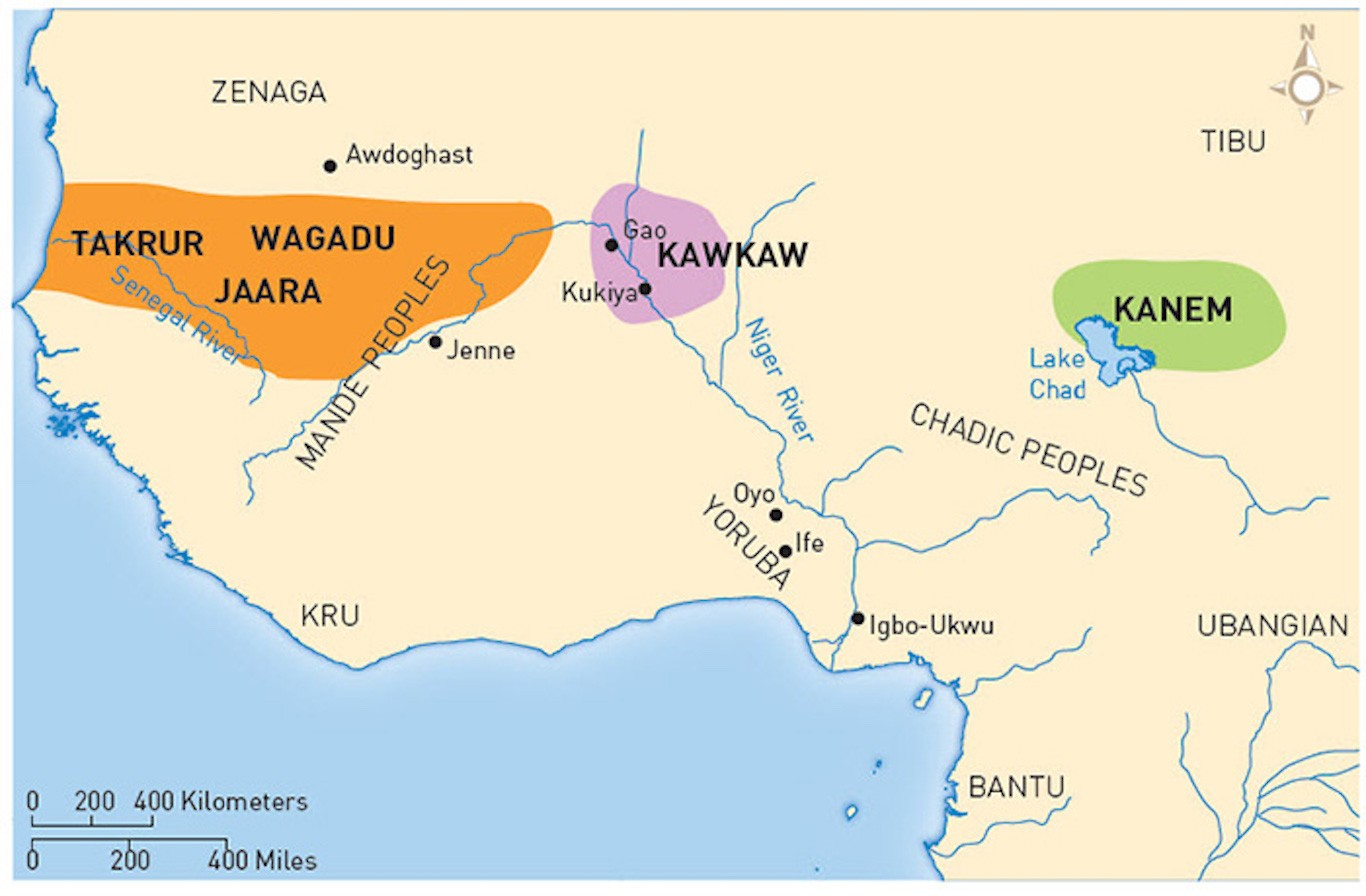 N
ZENAGA
TIBU
Awdoghast
TAKRUR
WAGADU
Gao
KAWKAW
JAARA
Senegal River
MANDE PEOPLES
Kukiya
KANEM
Jenne
Niger River
Lake
Chad
CHADIC PEOPLES
Oyo
YORUBA
Ife
KRU
Igbo-Ukwu
UBANGIAN
BANTU
0 200 400 Kilometers
0 200 400 Miles